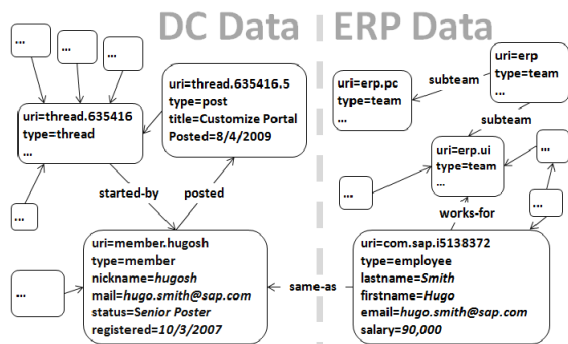 DC Data
ERP Data
...
...
...
uri=thread.635416.5
type=post
title=Customize Portal
Posted=8/4/2009
uri=thread.635416
type=thread
...
...
started-by
posted
uri=member.hugosh
type=member
nickname=hugosh
mail=hugo.smith@sap.com
status=Senior Poster
registered=10/3/2007
...
same-as
uri=erp
type=team
...
subteam
uri=erp.pc
type=team
...
subteam
uri=erp.ui
type=team
...
...
...
...
works-for
uri=com.sap.i5138372
type=employee
lastname=Smith
firstname=Hugo
email=hugo.smith@sap.com
salary=90,000